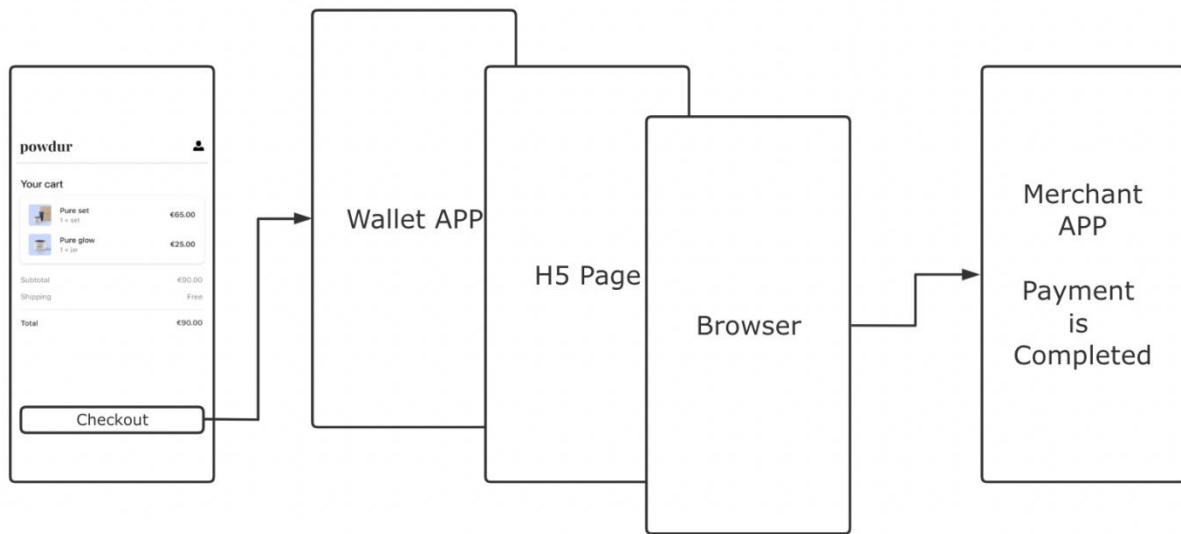 powdur
Your cart
Pure set €65.00
1 × set
Pure glow €25.00
1 × jar
Subtotal €90.00
Shipping Free
Total €90.00
Checkout
Wallet APP
H5 Page
Browser
Merchant
APP
Payment
is
Completed